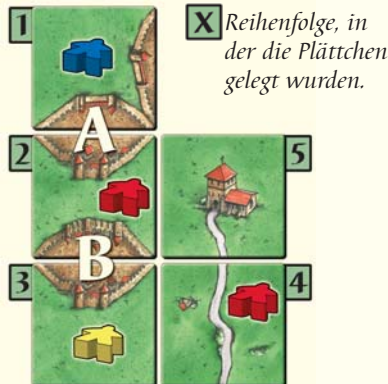 1
X Reihenfolge, in
der die Plättchen
gelegt wurden.
A
2
5
B
3
4